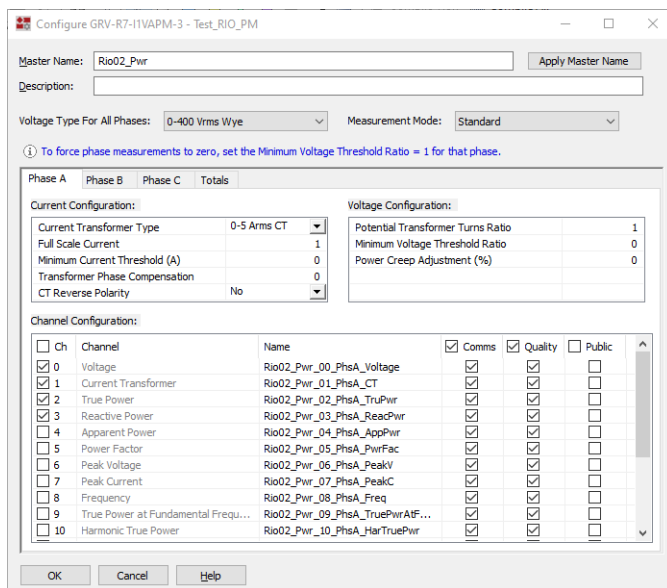 Configure GRV-R7-I1VAPM-3 - Test_RIO_PM
Master Name: Rio02_Pwr Apply Master Name
Description:
Voltage Type For All Phases: 0-400 Vrms Wye Measurement Mode: Standard
To force phase measurements to zero, set the Minimum Voltage Threshold Ratio = 1 for that phase.
Phase A Phase B Phase C Totals
Current Configuration: Voltage Configuration:
Current Transformer Type 0-5 Arms CT Potential Transformer Turns Ratio 1
Full Scale Current 1 Minimum Voltage Threshold Ratio 0
Minimum Current Threshold (A) 0 Power Creep Adjustment (%) 0
Transformer Phase Compensation 0
CT Reverse Polarity No
Channel Configuration:
Ch Channel Name Comms Quality Public
0 Voltage Rio02_Pwr_00_PhsA_Voltage
1 Current Transformer Rio02_Pwr_01_PhsA_CT
2 True Power Rio02_Pwr_02_PhsA_TruPwr
3 Reactive Power Rio02_Pwr_03_PhsA_ReacPwr
4 Apparent Power Rio02_Pwr_04_PhsA_AppPwr
5 Power Factor Rio02_Pwr_05_PhsA_PwrFac
6 Peak Voltage Rio02_Pwr_06_PhsA_PeakV
7 Peak Current Rio02_Pwr_07_PhsA_PeakC
8 Frequency Rio02_Pwr_08_PhsA_Freq
9 True Power at Fundamental Frequ... Rio02_Pwr_09_PhsA_TruePwrAtF...
10 Harmonic True Power Rio02_Pwr_10_PhsA_HarTruePwr
OK Cancel Help